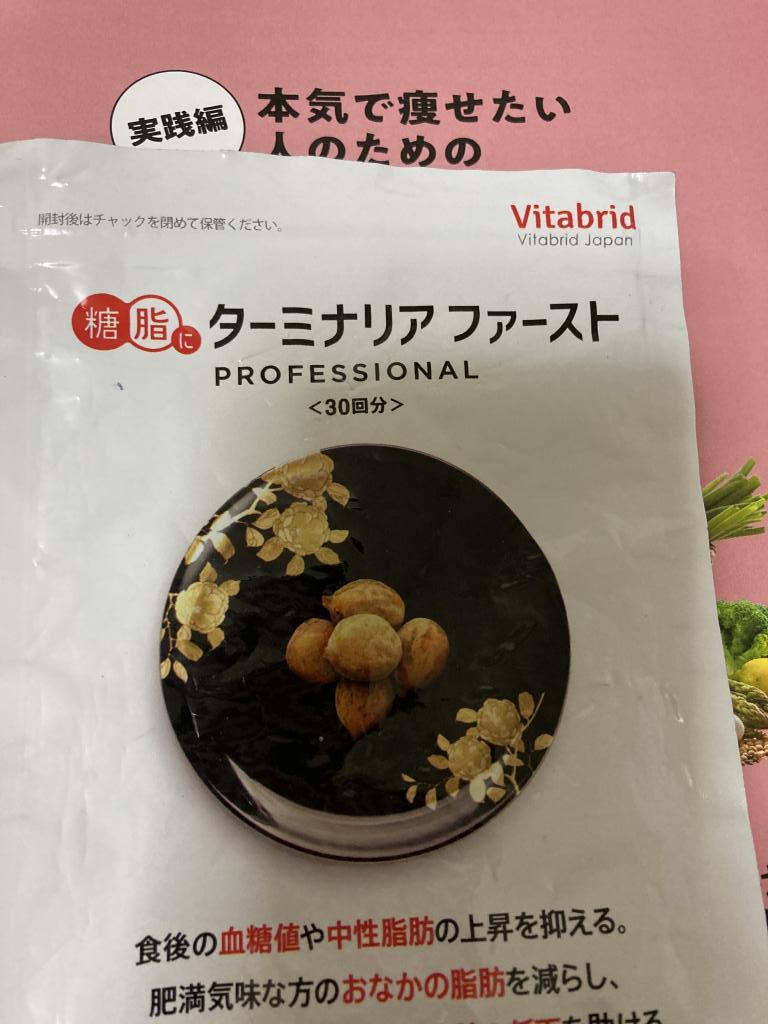 実践編
本気で痩せたい
人のための
開封後はチャックを閉めて保管ください。
Vitabrid
Vitabrid Japan
糖脂に ターミナリア ファースト
PROFESSIONAL
<30回分>
食後の血糖値や中性脂肪の上昇を抑える。
肥満気味な方のおなかの脂肪を減らし、
を助ける